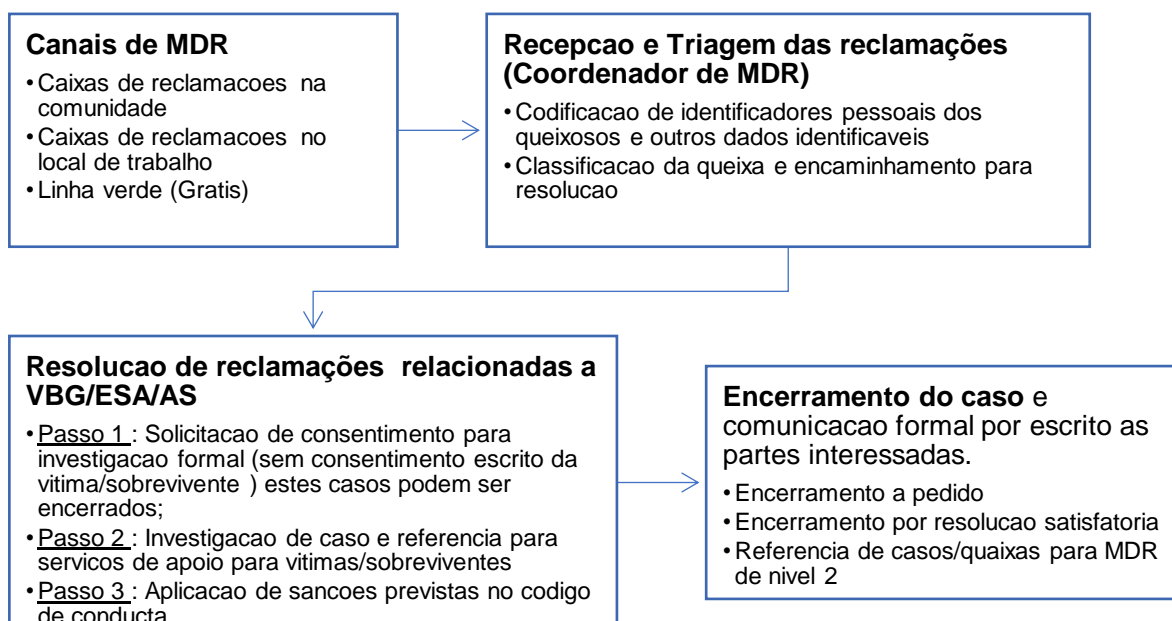 Canais de MDR
•Caixas de reclamacoes na
comunidade
•Caixas de reclamacoes no
local de trabalho
•Linha verde (Gratis)
Recepcao e Triagem das reclamações
(Coordenador de MDR)
•Codificacao de identificadores pessoais dos
queixosos e outros dados identificaveis
•Classificacao da queixa e encaminhamento para
resolucao
Resolucao de reclamações relacionadas a
VBG/ESA/AS
•Passo 1 : Solicitacao de consentimento para
investigacao formal (sem consentimento escrito da
vitima/sobrevivente ) estes casos podem ser
encerrados;
•Passo 2 : Investigacao de caso e referencia para
servicos de apoio para vitimas/sobreviventes
•Passo 3 : Aplicacao de sancoes previstas no codigo
de conducta
Encerramento do caso e
comunicacao formal por escrito as
partes interessadas.
•Encerramento a pedido
•Encerramento por resolucao satisfatoria
•Referencia de casos/quaixas para MDR
de nivel 2